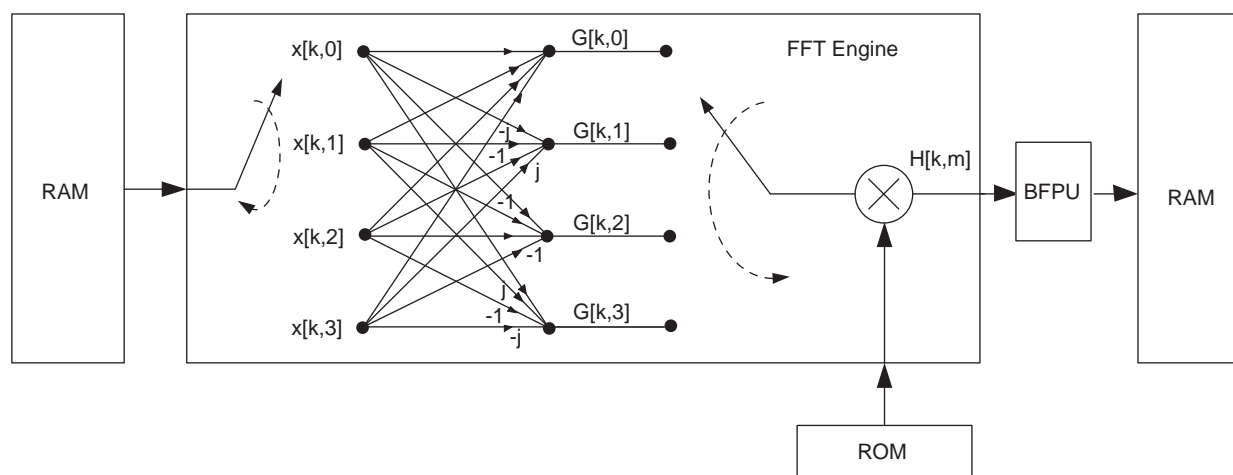 G[k,0]
x[k,0]
FFT Engine
-j
G[k,1]
x[k,1]
-1
j
H[k,m]
RAM
BFPU
RAM
-1
G[k,2]
x[k,2]
-1
j
G[k,3]
-1
x[k,3]
-j
ROM